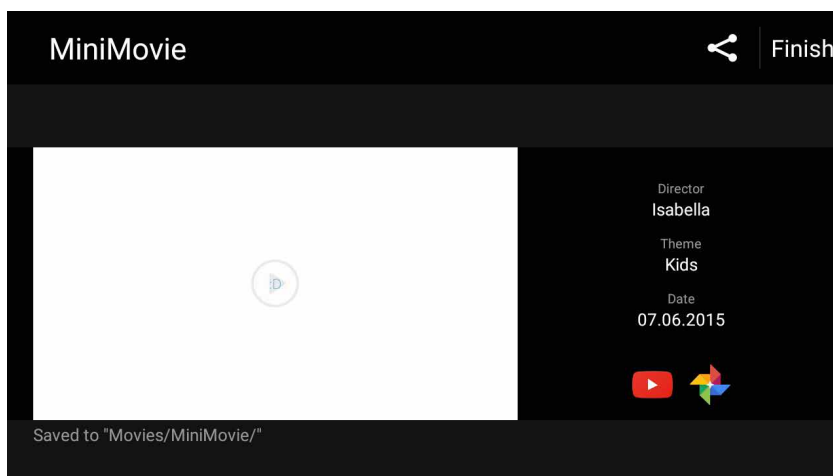 MiniMovie
Finish
Director
Isabella
Theme
Kids
Date
07.06.2015
Saved to "Movies/MiniMovie/"